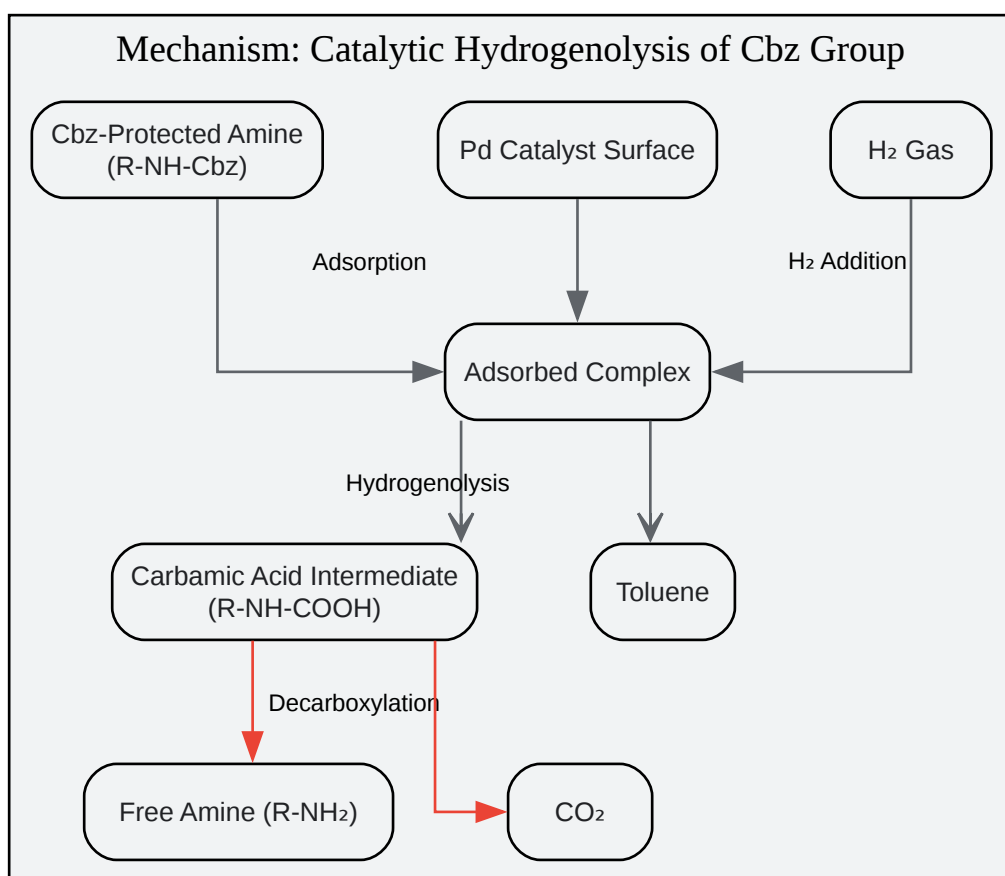 Mechanism: Catalytic Hydrogenolysis of Cbz Group
Cbz-Protected Amine
(R-NH-Cbz)
Pd Catalyst Surface
H₂ Gas
Adsorption
H₂ Addition
Adsorbed Complex
Hydrogenolysis
Carbamic Acid Intermediate
(R-NH-COOH)
Toluene
Decarboxylation
Free Amine (R-NH₂)
CO₂